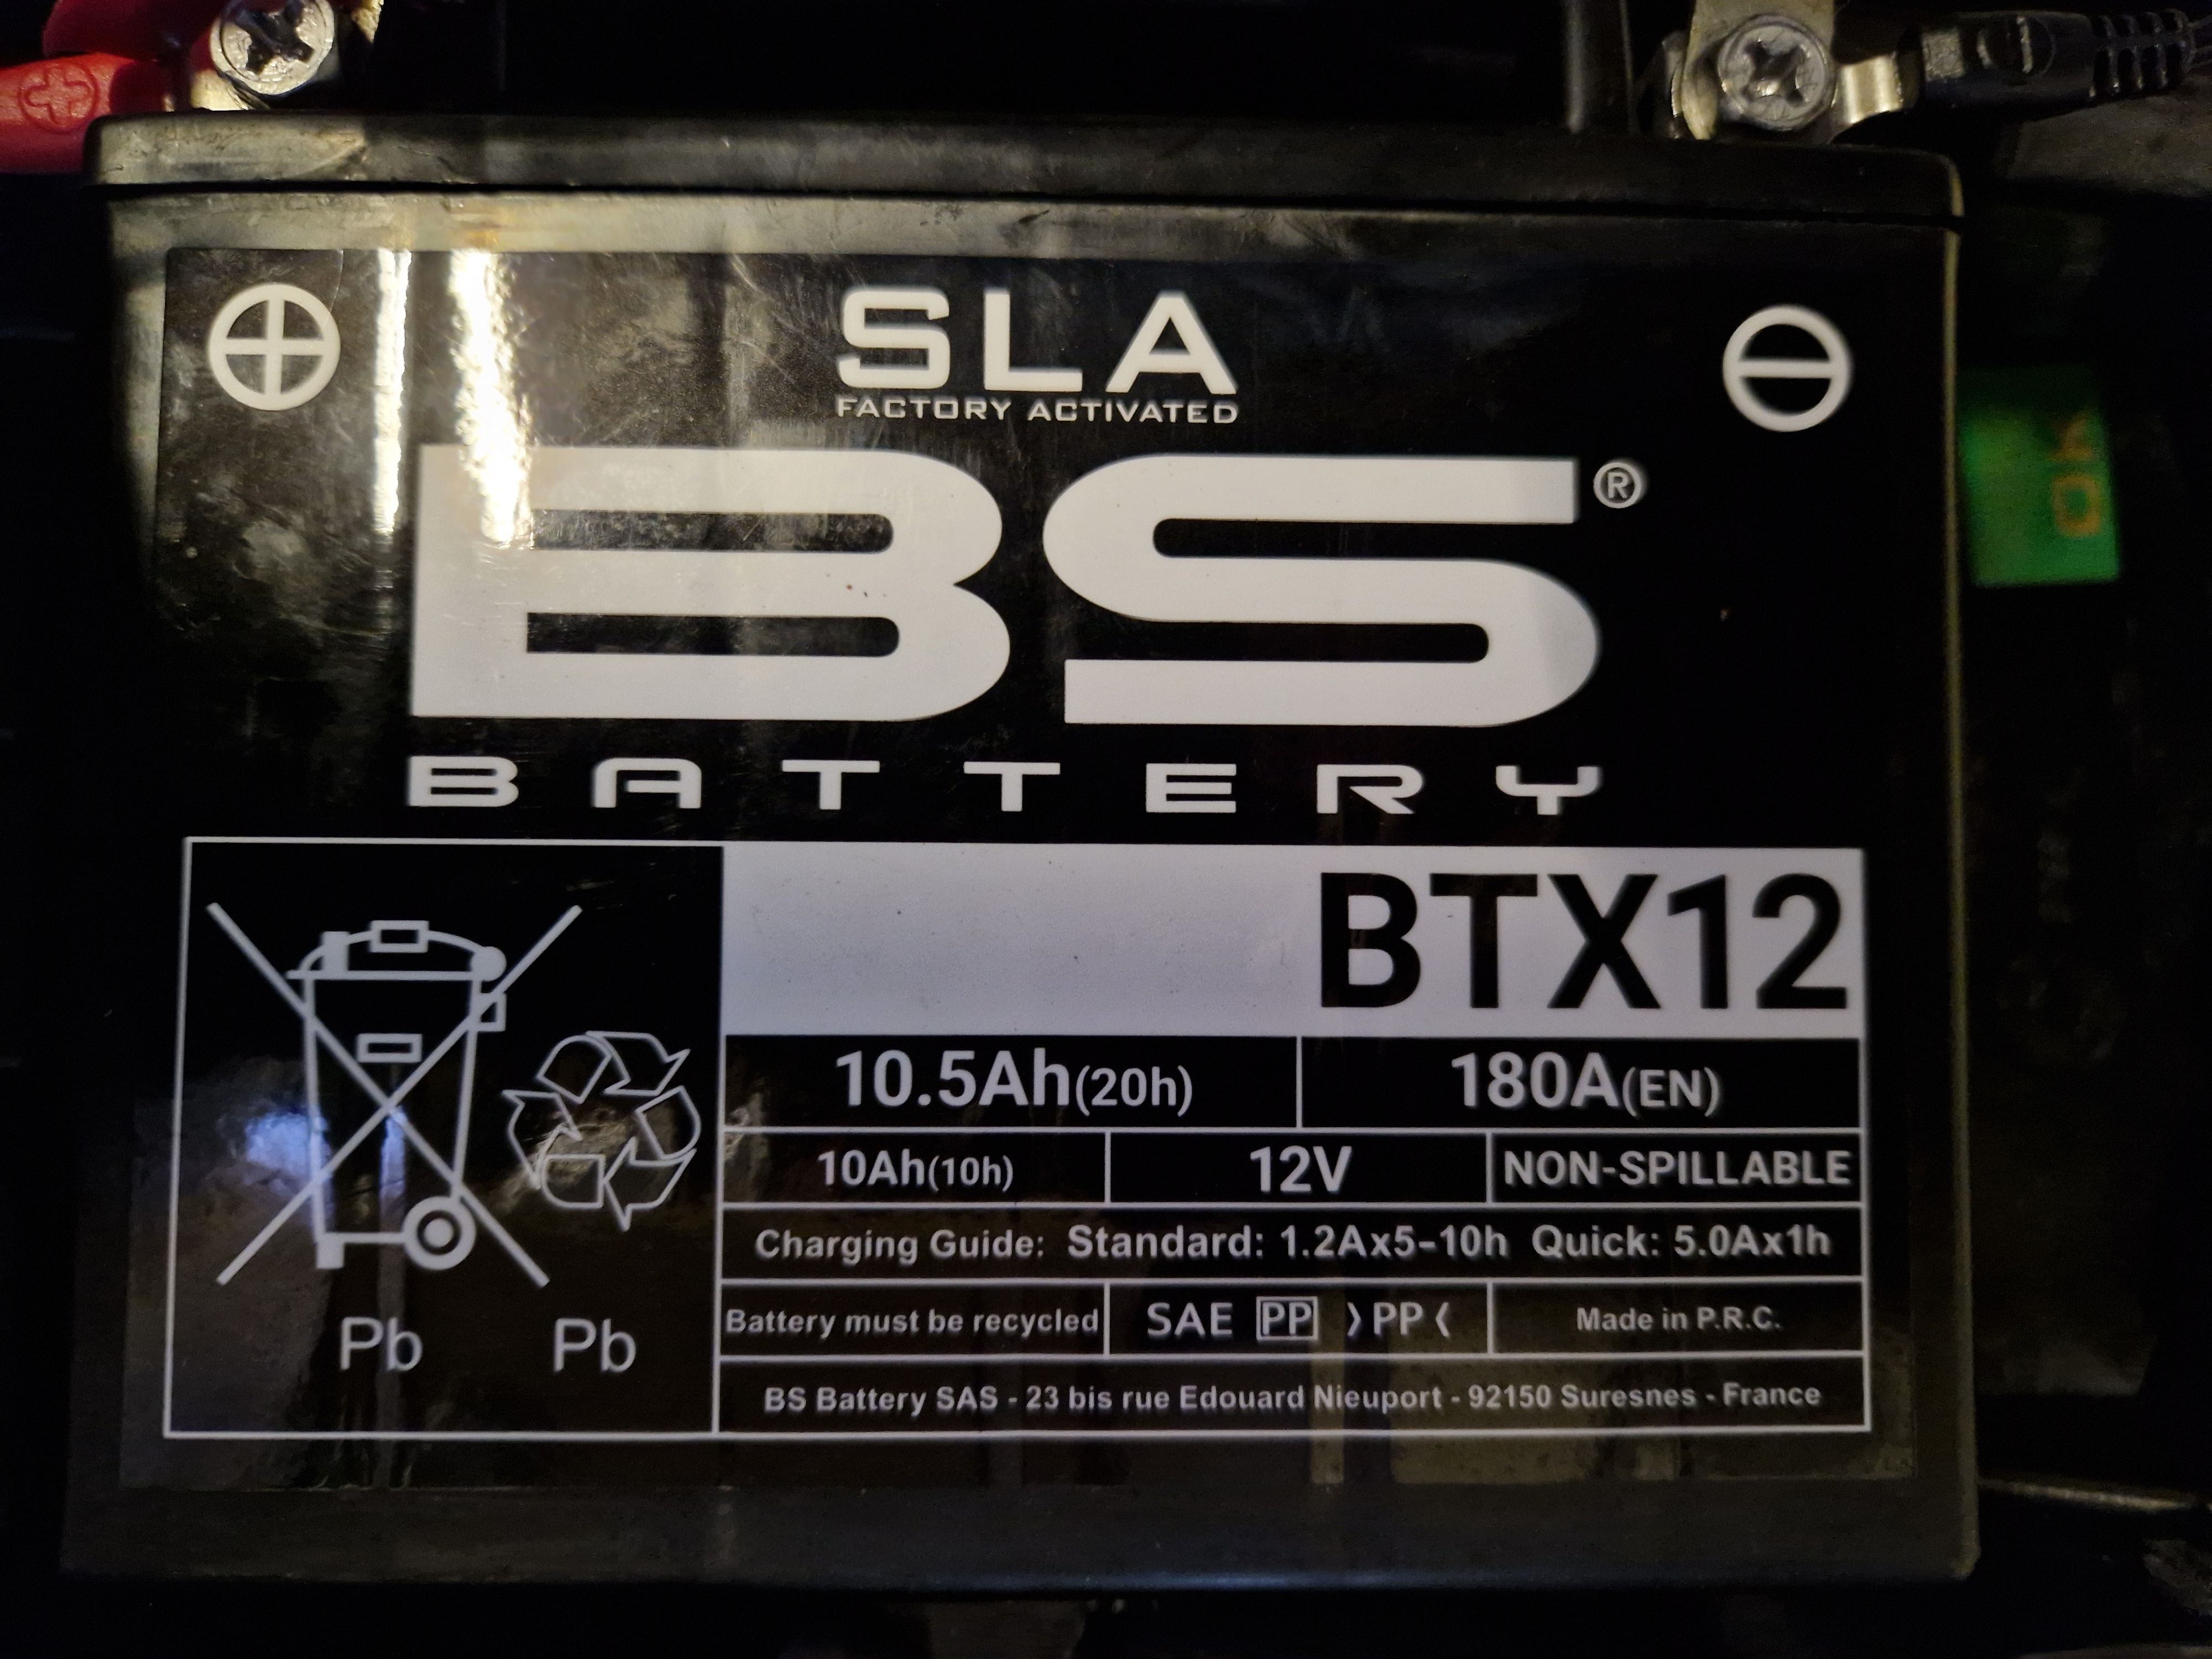 SLA
FACTORY ACTIVATED
BS®
BATTERY
OK
BTX12
10.5Ah(20h) 180A(EN)
10Ah(10h) 12V NON-SPILLABLE
Charging Guide: Standard: 1.2Ax5-10h Quick: 5.0Ax1h
Battery must be recycled SAE PP >PP< Made in P.R.C.
BS Battery SAS - 23 bis rue Edouard Nieuport - 92150 Suresnes - France
Pb Pb